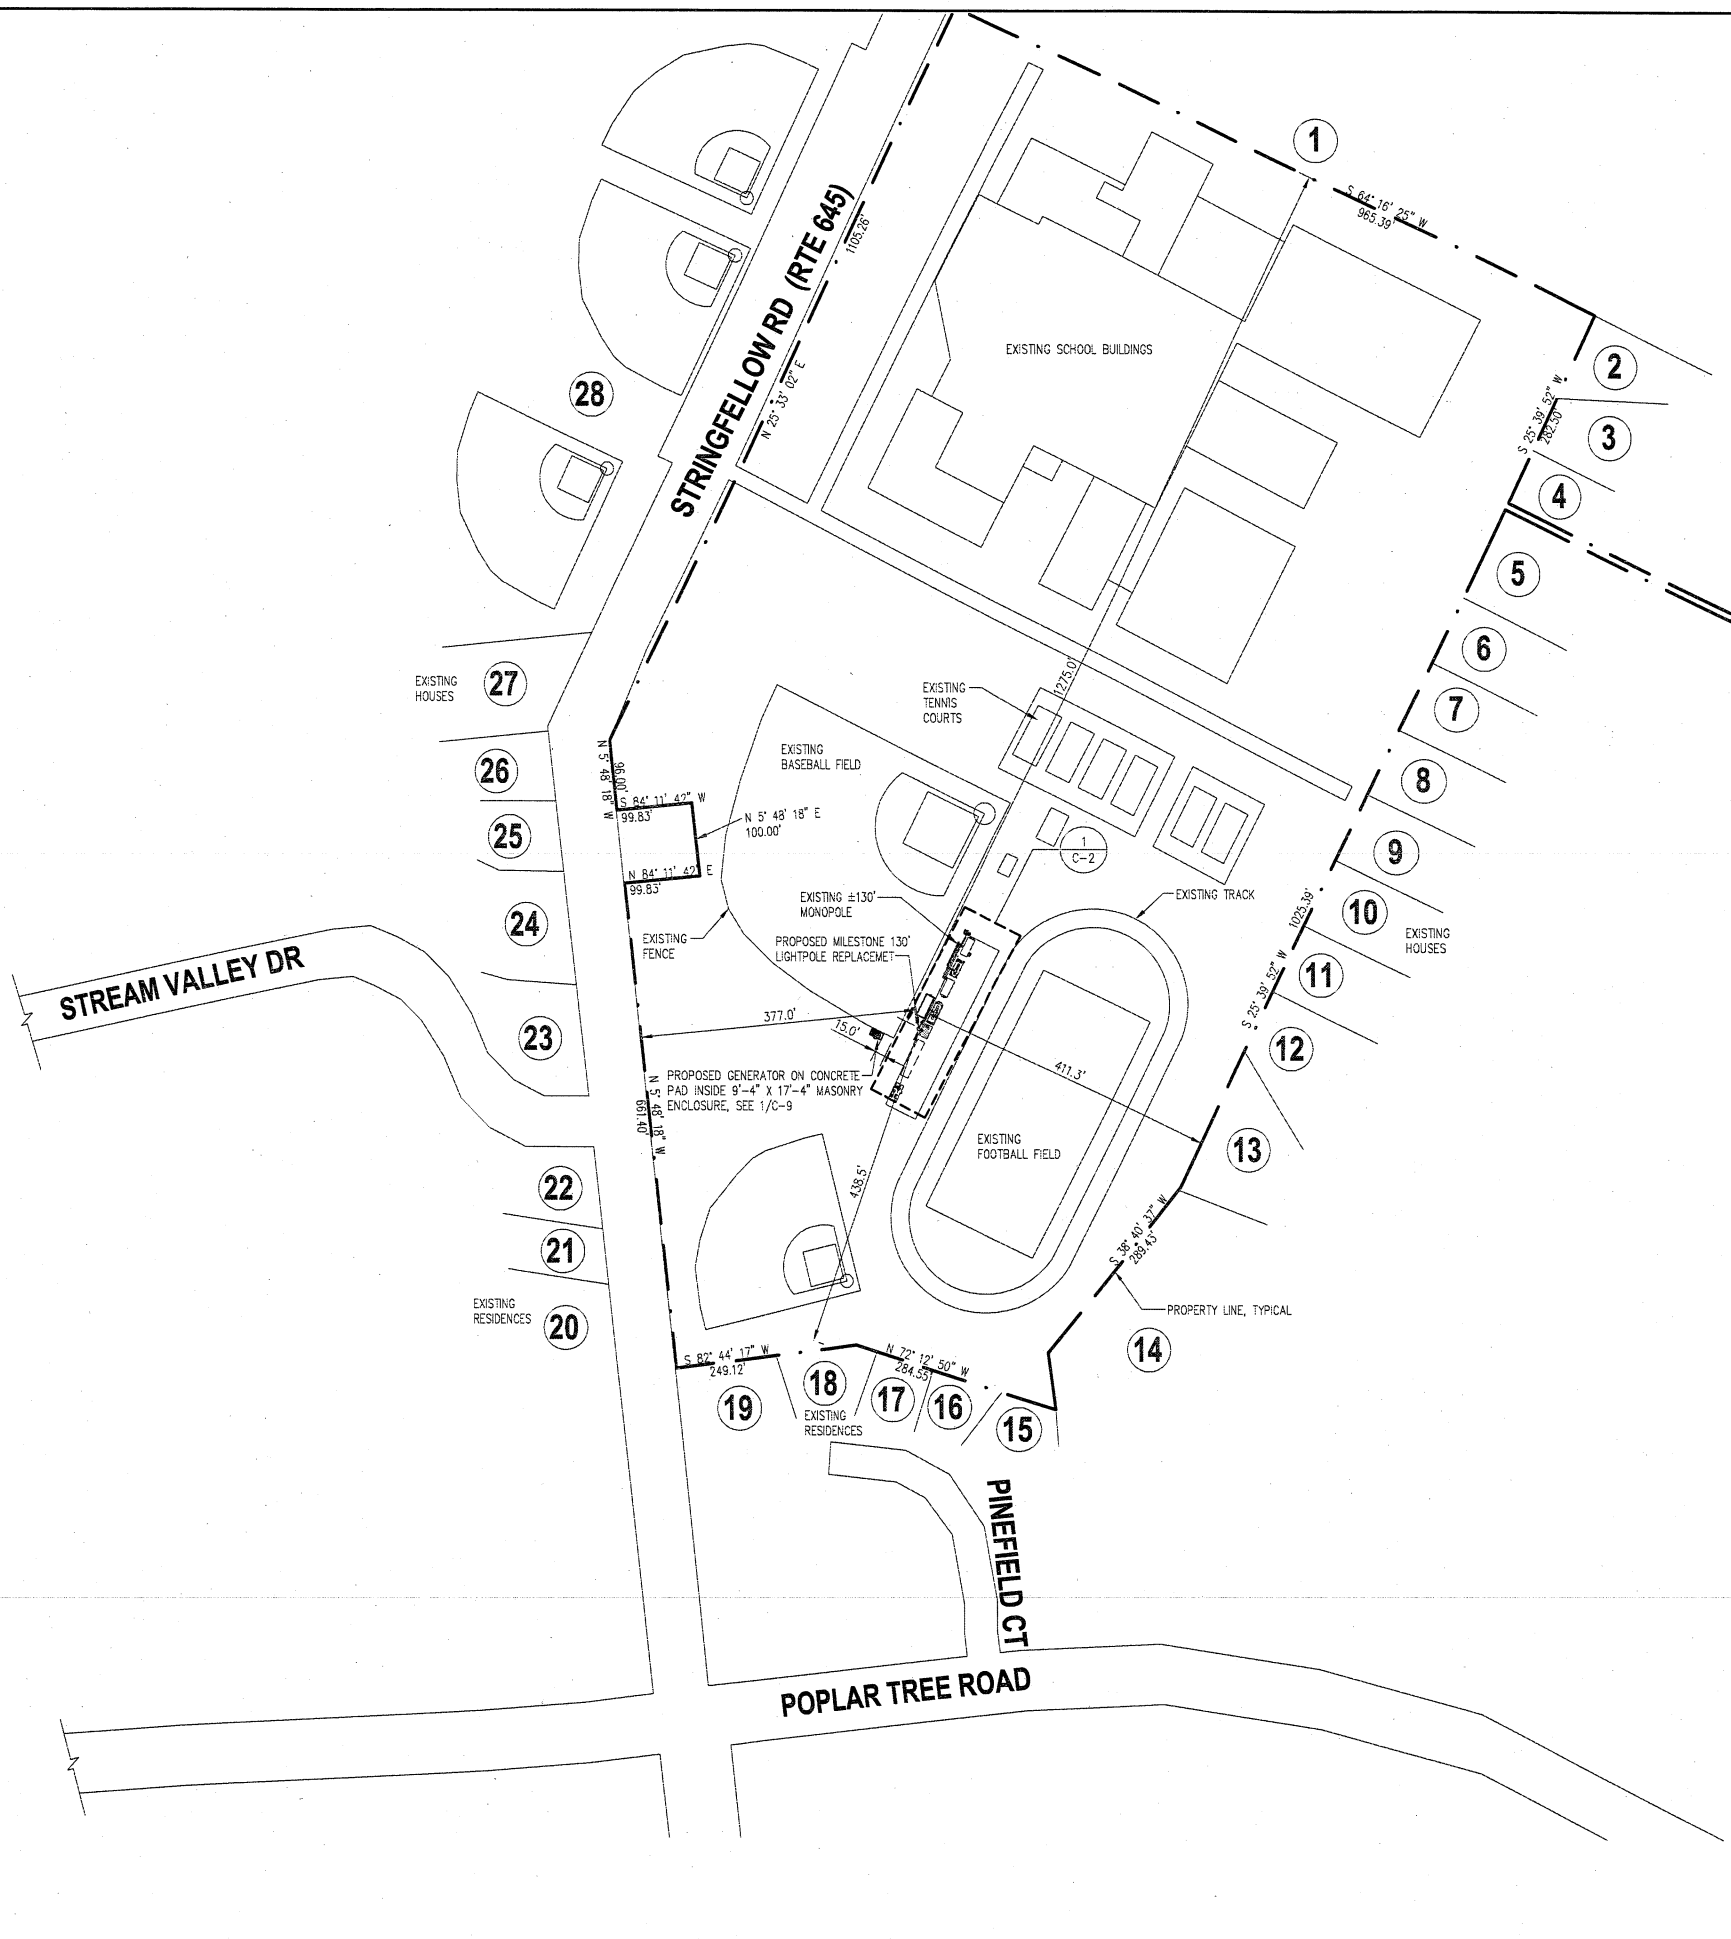 1
S 64° 16' 25" W
965.39'
STRINGFELLOW RD (RTE 645)
1105.26'
N 25° 33' 02" E
EXISTING SCHOOL BUILDINGS
2
S 25° 39' 52" W
282.50'
3
28
4
5
6
27
EXISTING
HOUSES
1275.0'
EXISTING
TENNIS
COURTS
7
EXISTING
BASEBALL FIELD
26
N 5° 48' 18" W
96.00'
S 84° 11' 42" W
99.83'
N 5° 48' 18" E
100.00'
8
25
1
C-2
9
N 84° 11' 42" E
99.83'
EXISTING ±130'
MONOPOLE
EXISTING TRACK
10
1025.39'
S 25° 39' 52" W
EXISTING
HOUSES
24
EXISTING
FENCE
PROPOSED MILESTONE 130'
LIGHTPOLE REPLACEMET
STREAM VALLEY DR
11
377.0'
15.0'
23
12
411.3'
PROPOSED GENERATOR ON CONCRETE
PAD INSIDE 9'-4" X 17'-4" MASONRY
ENCLOSURE, SEE 1/C-9
N 5° 48' 18" W
661.40'
EXISTING
FOOTBALL FIELD
13
438.5'
22
S 38° 40' 37" W
289.43'
21
EXISTING
RESIDENCES
20
PROPERTY LINE, TYPICAL
14
S 82° 44' 17" W
249.12'
N 72° 12' 50" W
284.55'
18
17
16
19
EXISTING
RESIDENCES
15
PINEFIELD CT
POPLAR TREE ROAD